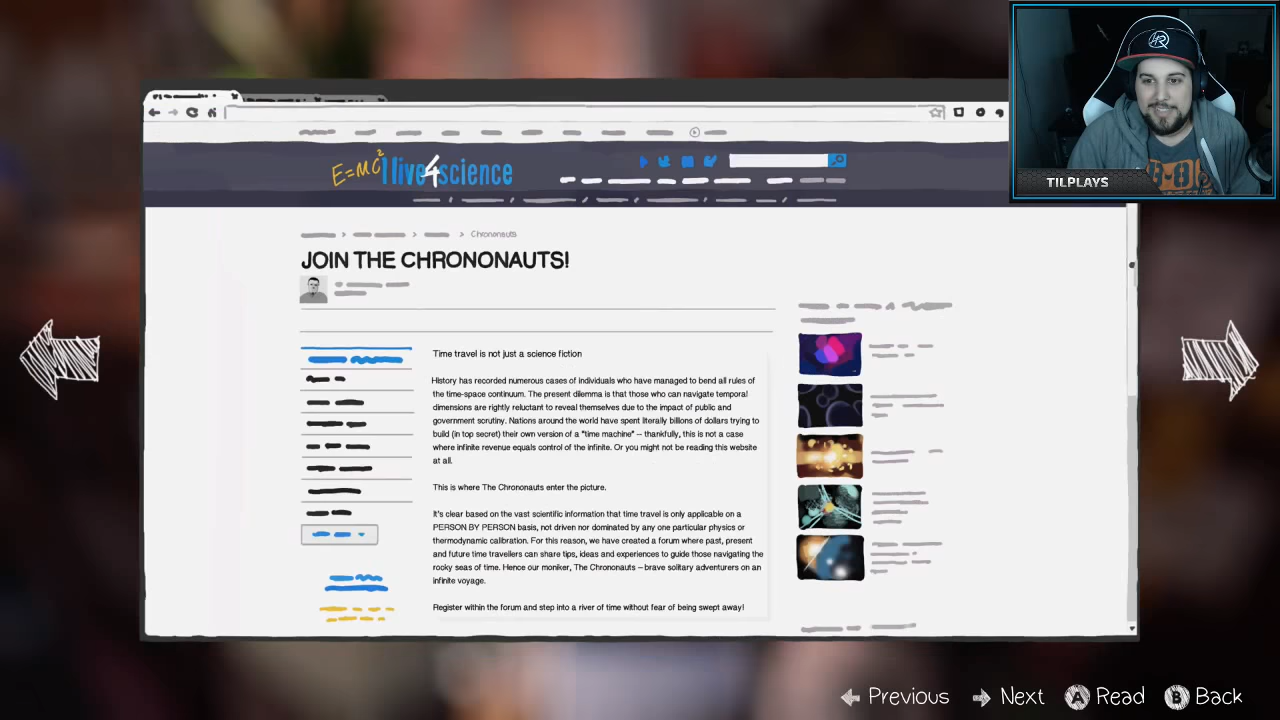 TILPLAYS
E=MC² I live4science
Chrononauts
JOIN THE CHRONONAUTS!
Time travel is not just a science fiction
History has recorded numerous cases of individuals who have managed to bend all rules of
the time-space continuum. The present dilemma is that those who can navigate temporal
dimensions are rightly reluctant to reveal themselves due to the impact of public and
government scrutiny. Nations around the world have spent literally billions of dollars trying to
build (in top secret) their own version of a "time machine" – thankfully, this is not a case
where infinite revenue equals control of the infinite. Or you might not be reading this website
at all.
This is where The Chrononauts enter the picture.
It's clear based on the vast scientific information that time travel is only applicable on a
PERSON BY PERSON basis, not driven nor dominated by any one particular physics or
thermodynamic calibration. For this reason, we have created a forum where past, present
and future time travellers can share tips, ideas and experiences to guide those navigating the
rocky seas of time. Hence our moniker, The Chrononauts – brave solitary adventurers on an
infinite voyage.
Register within the forum and step into a river of time without fear of being swept away!
Previous Next A Read B Back